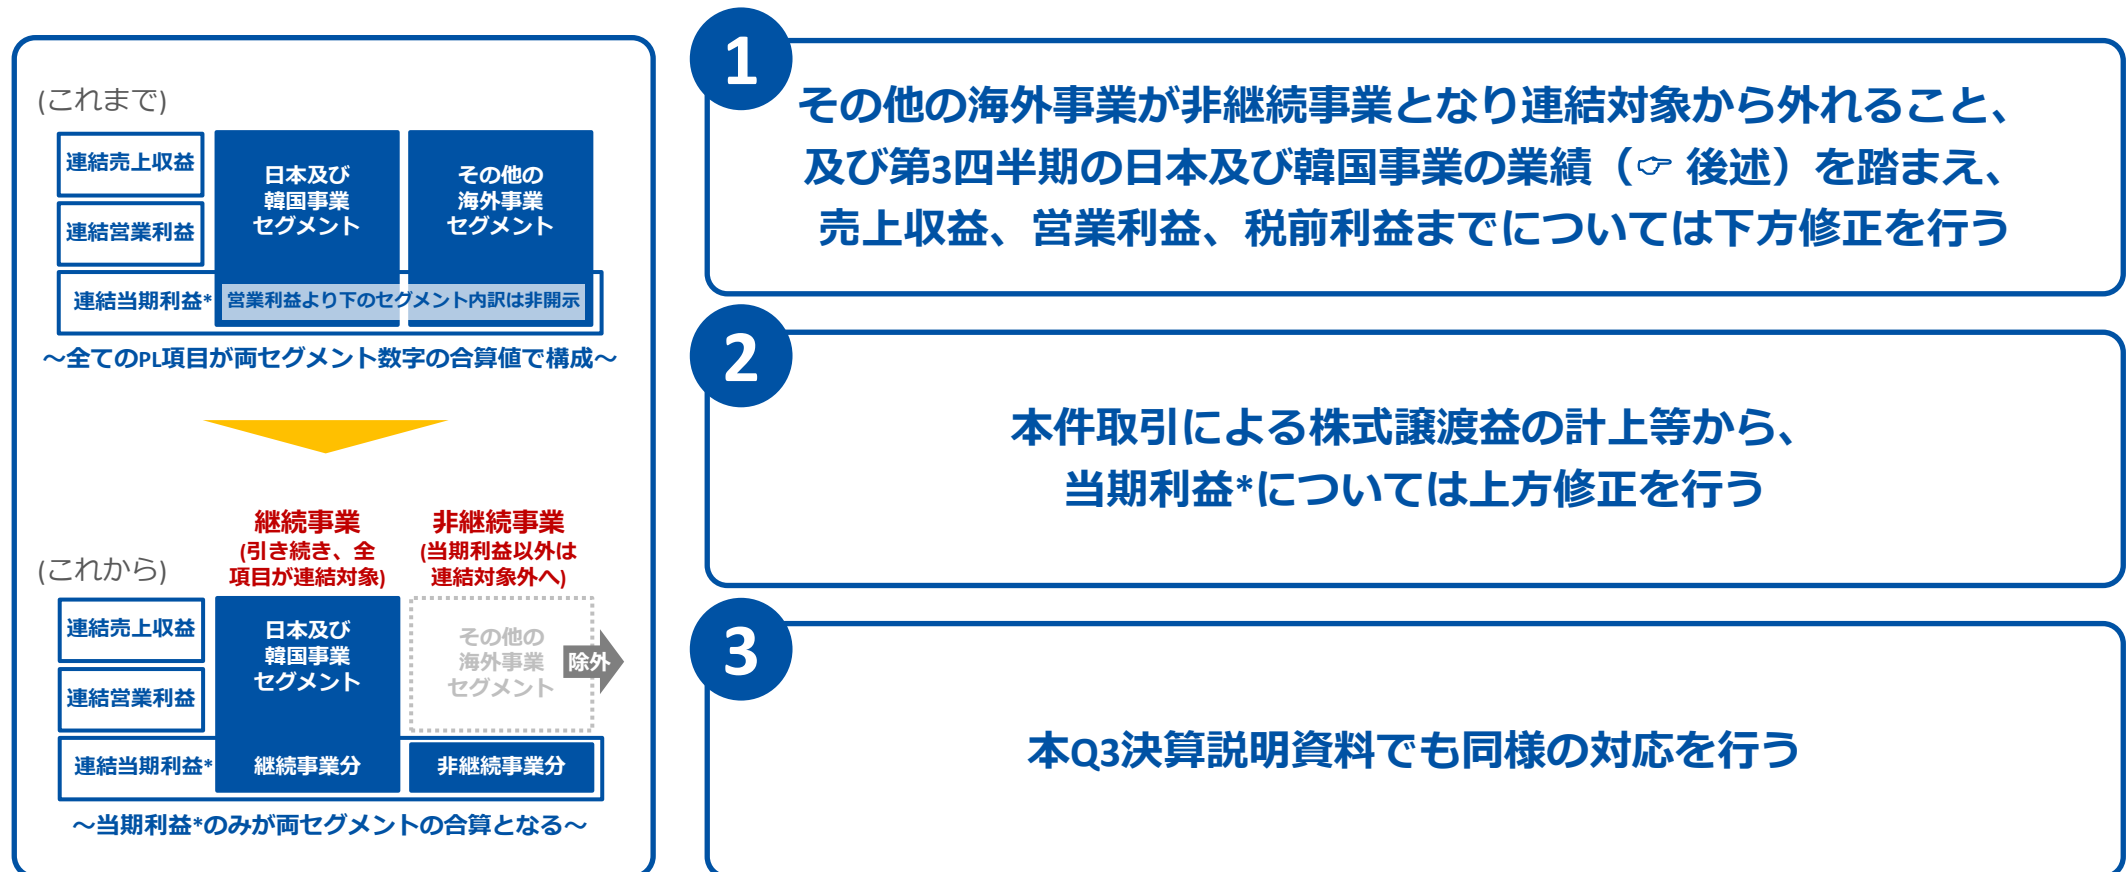 (これまで)
連結売上収益
連結営業利益
連結当期利益*
日本及び
韓国事業
セグメント
その他の
海外事業
セグメント
営業利益より下のセグメント内訳は非開示
～全てのPL項目が両セグメント数字の合算値で構成～
継続事業
(引き続き、全
項目が連結対象)
非継続事業
(当期利益以外は
連結対象外へ)
(これから)
連結売上収益
連結営業利益
連結当期利益*
日本及び
韓国事業
セグメント
その他の
海外事業
セグメント
除外
継続事業分
非継続事業分
～当期利益*のみが両セグメントの合算となる～
1
その他の海外事業が非継続事業となり連結対象から外れること、
及び第3四半期の日本及び韓国事業の業績（☞ 後述）を踏まえ、
売上収益、営業利益、税前利益までについては下方修正を行う
2
本件取引による株式譲渡益の計上等から、
当期利益*については上方修正を行う
3
本Q3決算説明資料でも同様の対応を行う